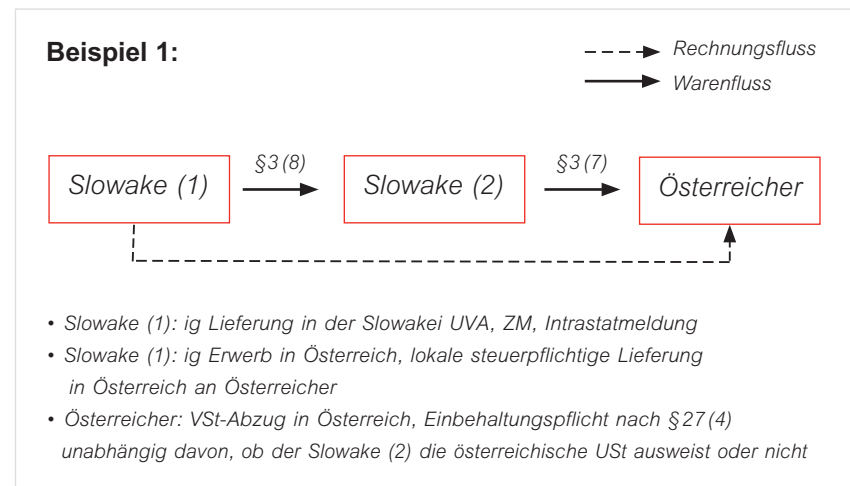 Beispiel 1:
Rechnungsfluss
Warenfluss
§3 (8)
§3 (7)
Slowake (1)
Slowake (2)
Österreicher
• Slowake (1): ig Lieferung in der Slowakei UVA, ZM, Intrastatmeldung
• Slowake (1): ig Erwerb in Österreich, lokale steuerpflichtige Lieferung
in Österreich an Österreicher
• Österreicher: VSt-Abzug in Österreich, Einbehaltungspflicht nach §27 (4)
unabhängig davon, ob der Slowake (2) die österreichische USt ausweist oder nicht